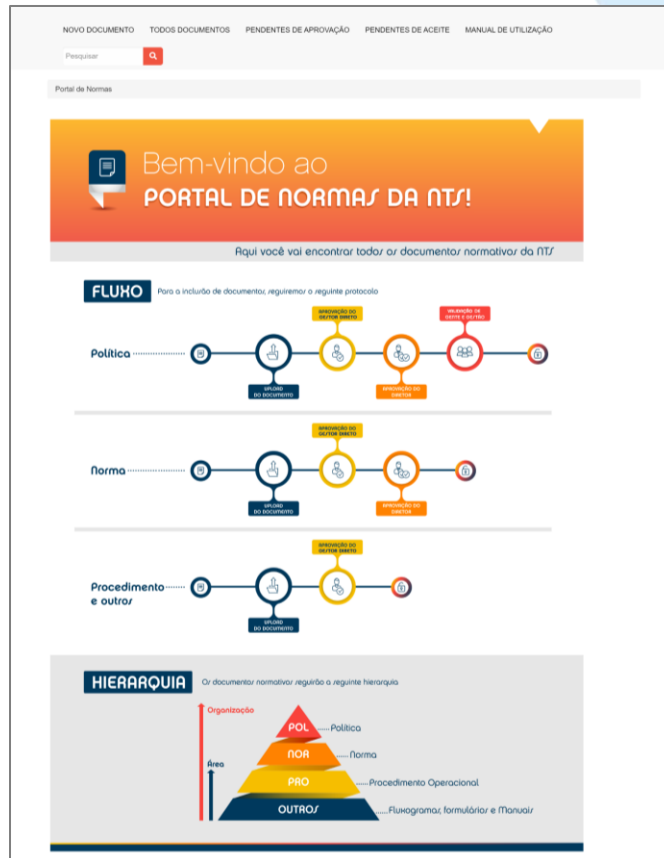 NOVO DOCUMENTO TODOS DOCUMENTOS PENDENTES DE APROVAÇÃO PENDENTES DE ACEITE MANUAL DE UTILIZAÇÃO
Pesquisar
Portal de Normas
Bem-vindo ao
PORTAL DE NORMAS DA NTS!
Aqui você vai encontrar todos os documentos normativos da NTS
FLUXO Para a inclusão de documentos, seguiremos o seguinte protocolo
APROVAÇÃO DO
GESTOR DIRETO
VALIDAÇÃO DE
GENTE E GESTÃO
Política
UPLOAD
DO DOCUMENTO
APROVAÇÃO DO
DIRETOR
APROVAÇÃO DO
GESTOR DIRETO
Norma
UPLOAD
DO DOCUMENTO
APROVAÇÃO DO
DIRETOR
APROVAÇÃO DO
GESTOR DIRETO
Procedimento
e outros
UPLOAD
DO DOCUMENTO
HIERARQUIA Os documentos normativos seguirão a seguinte hierarquia
Organização
POL Política
NOR Norma
Área
PRO Procedimento Operacional
OUTROS Fluxogramas, formulários e Manuais